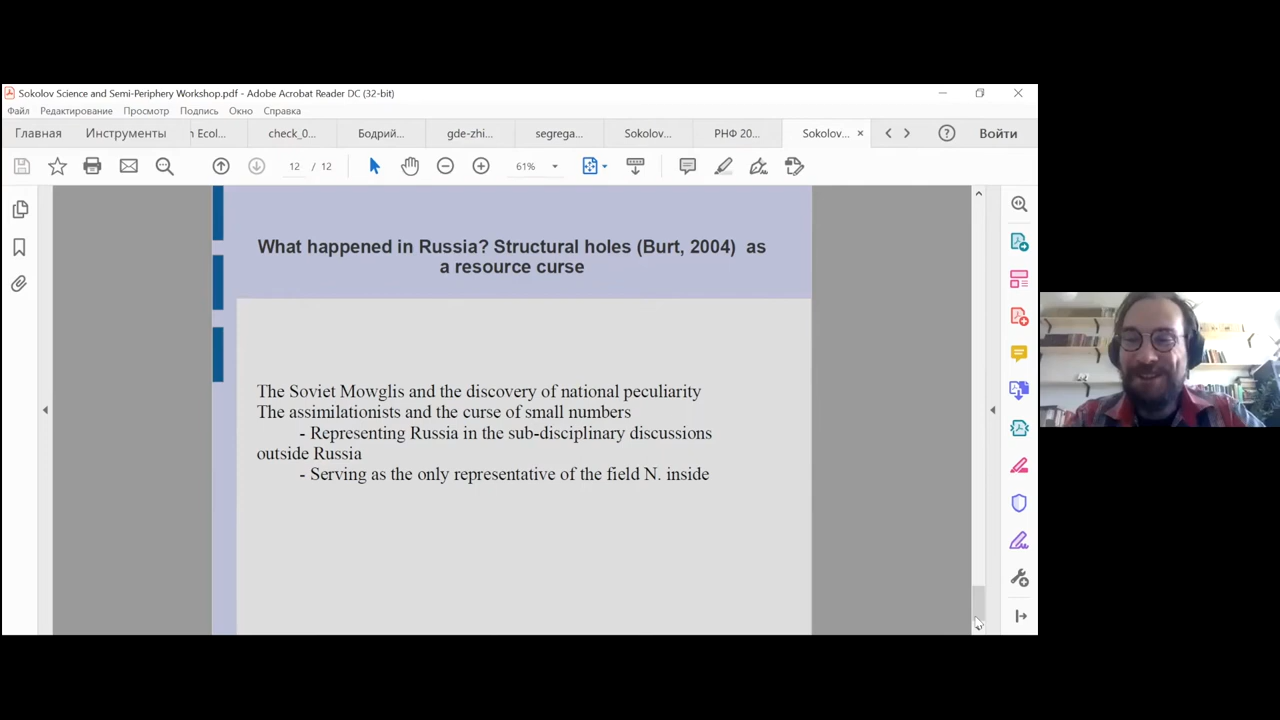 Sokolov Science and Semi-Periphery Workshop.pdf - Adobe Acrobat Reader DC (32-bit)
Файл Редактирование Просмотр Подпись Окно Справка
Главная Инструменты n Ecol... check_0... Бодрий... gde-zhi... segrega... Sokolov... РНФ 20... Sokolov... Войти
12 / 12 61%
What happened in Russia? Structural holes (Burt, 2004) as
a resource curse
The Soviet Mowglis and the discovery of national peculiarity
The assimilationists and the curse of small numbers
- Representing Russia in the sub-disciplinary discussions
outside Russia
- Serving as the only representative of the field N. inside